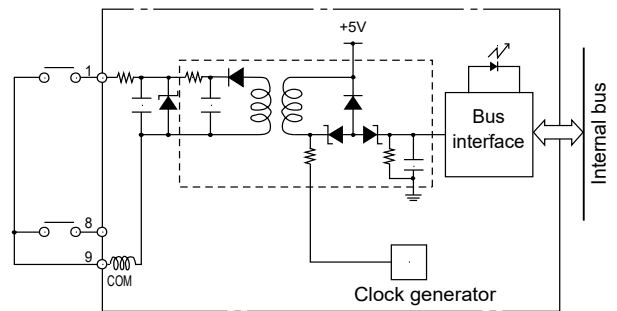 +5V
1
Bus
interface
Internal bus
8
9
COM
Clock generator